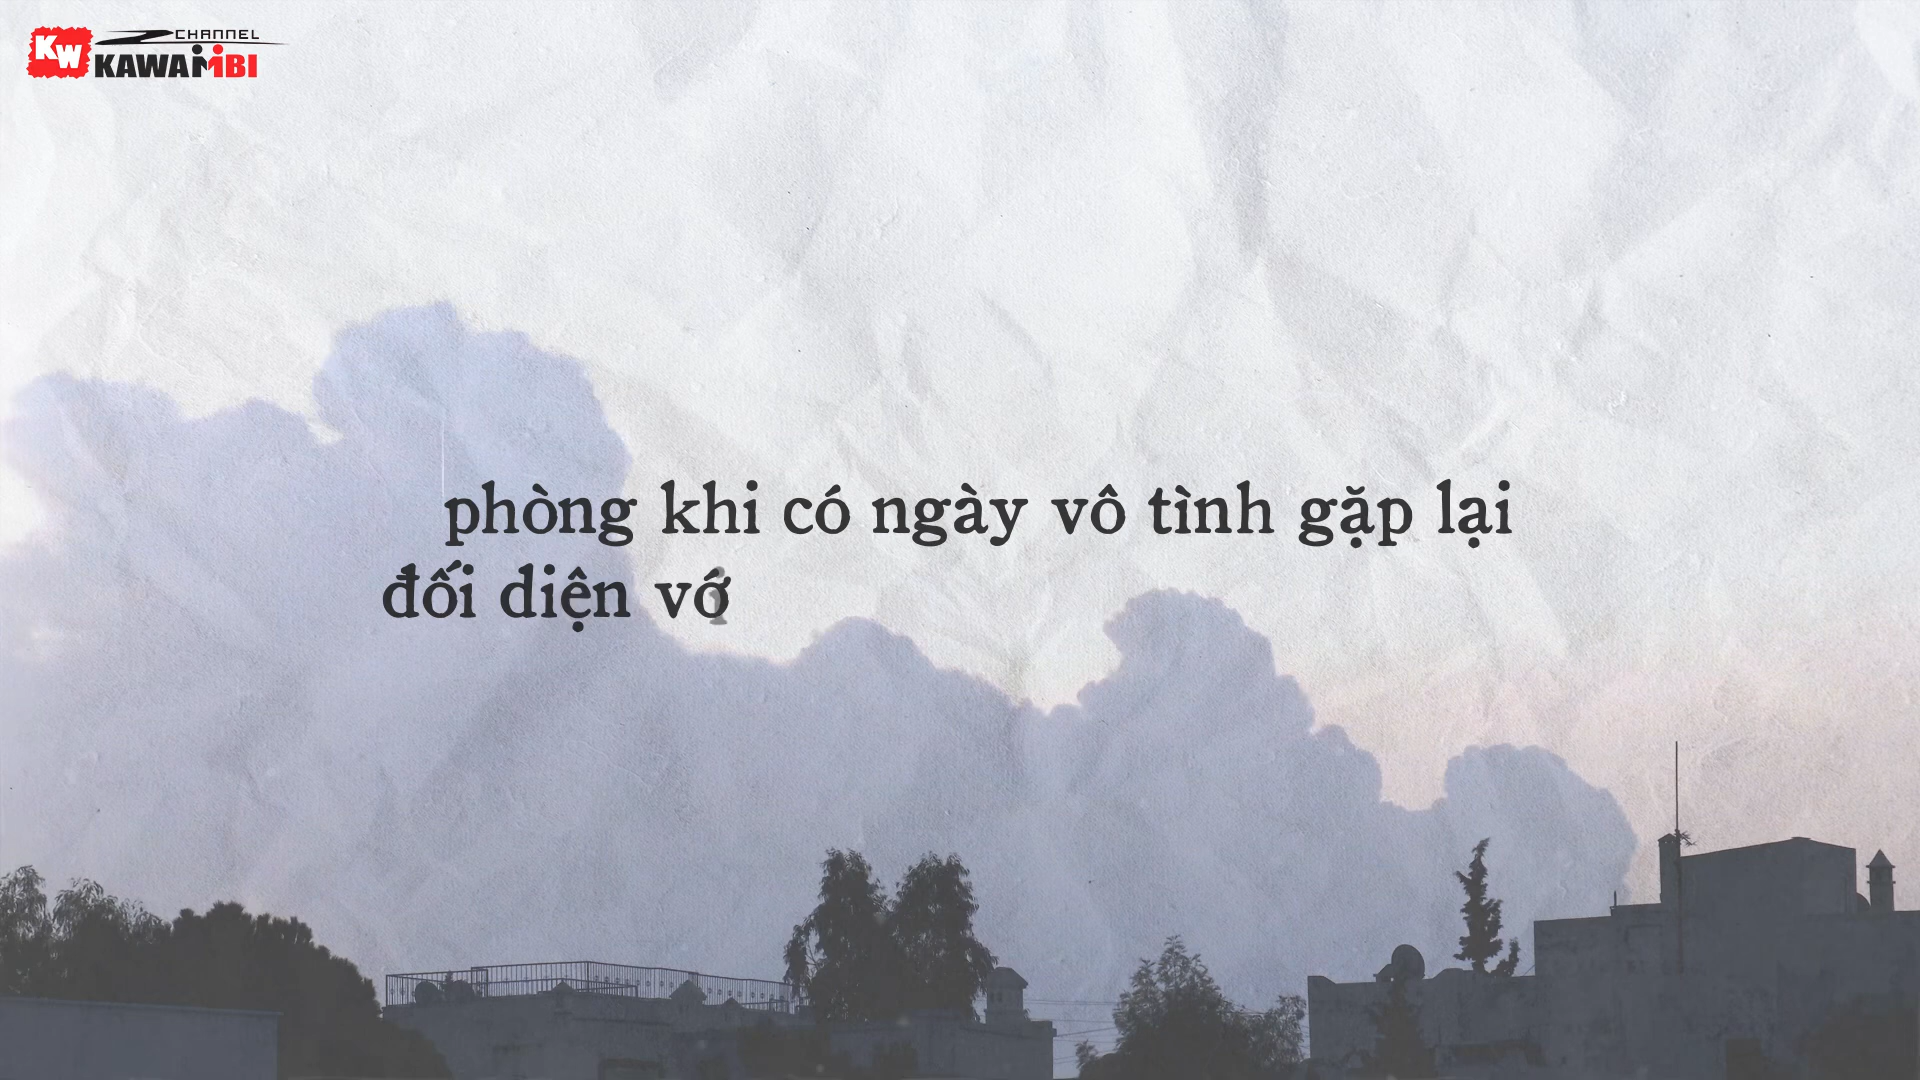 KW CHANNEL
KAWAMBI
phòng khi có ngày vô tình gặp lại
đối diện vớ